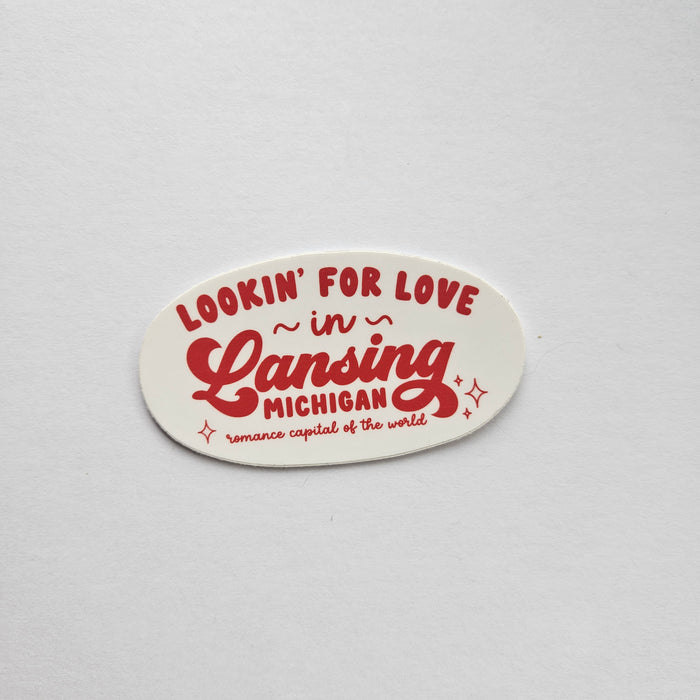 LOOKIN' FOR LOVE
~ in ~
Lansing
MICHIGAN
romance capital of the world